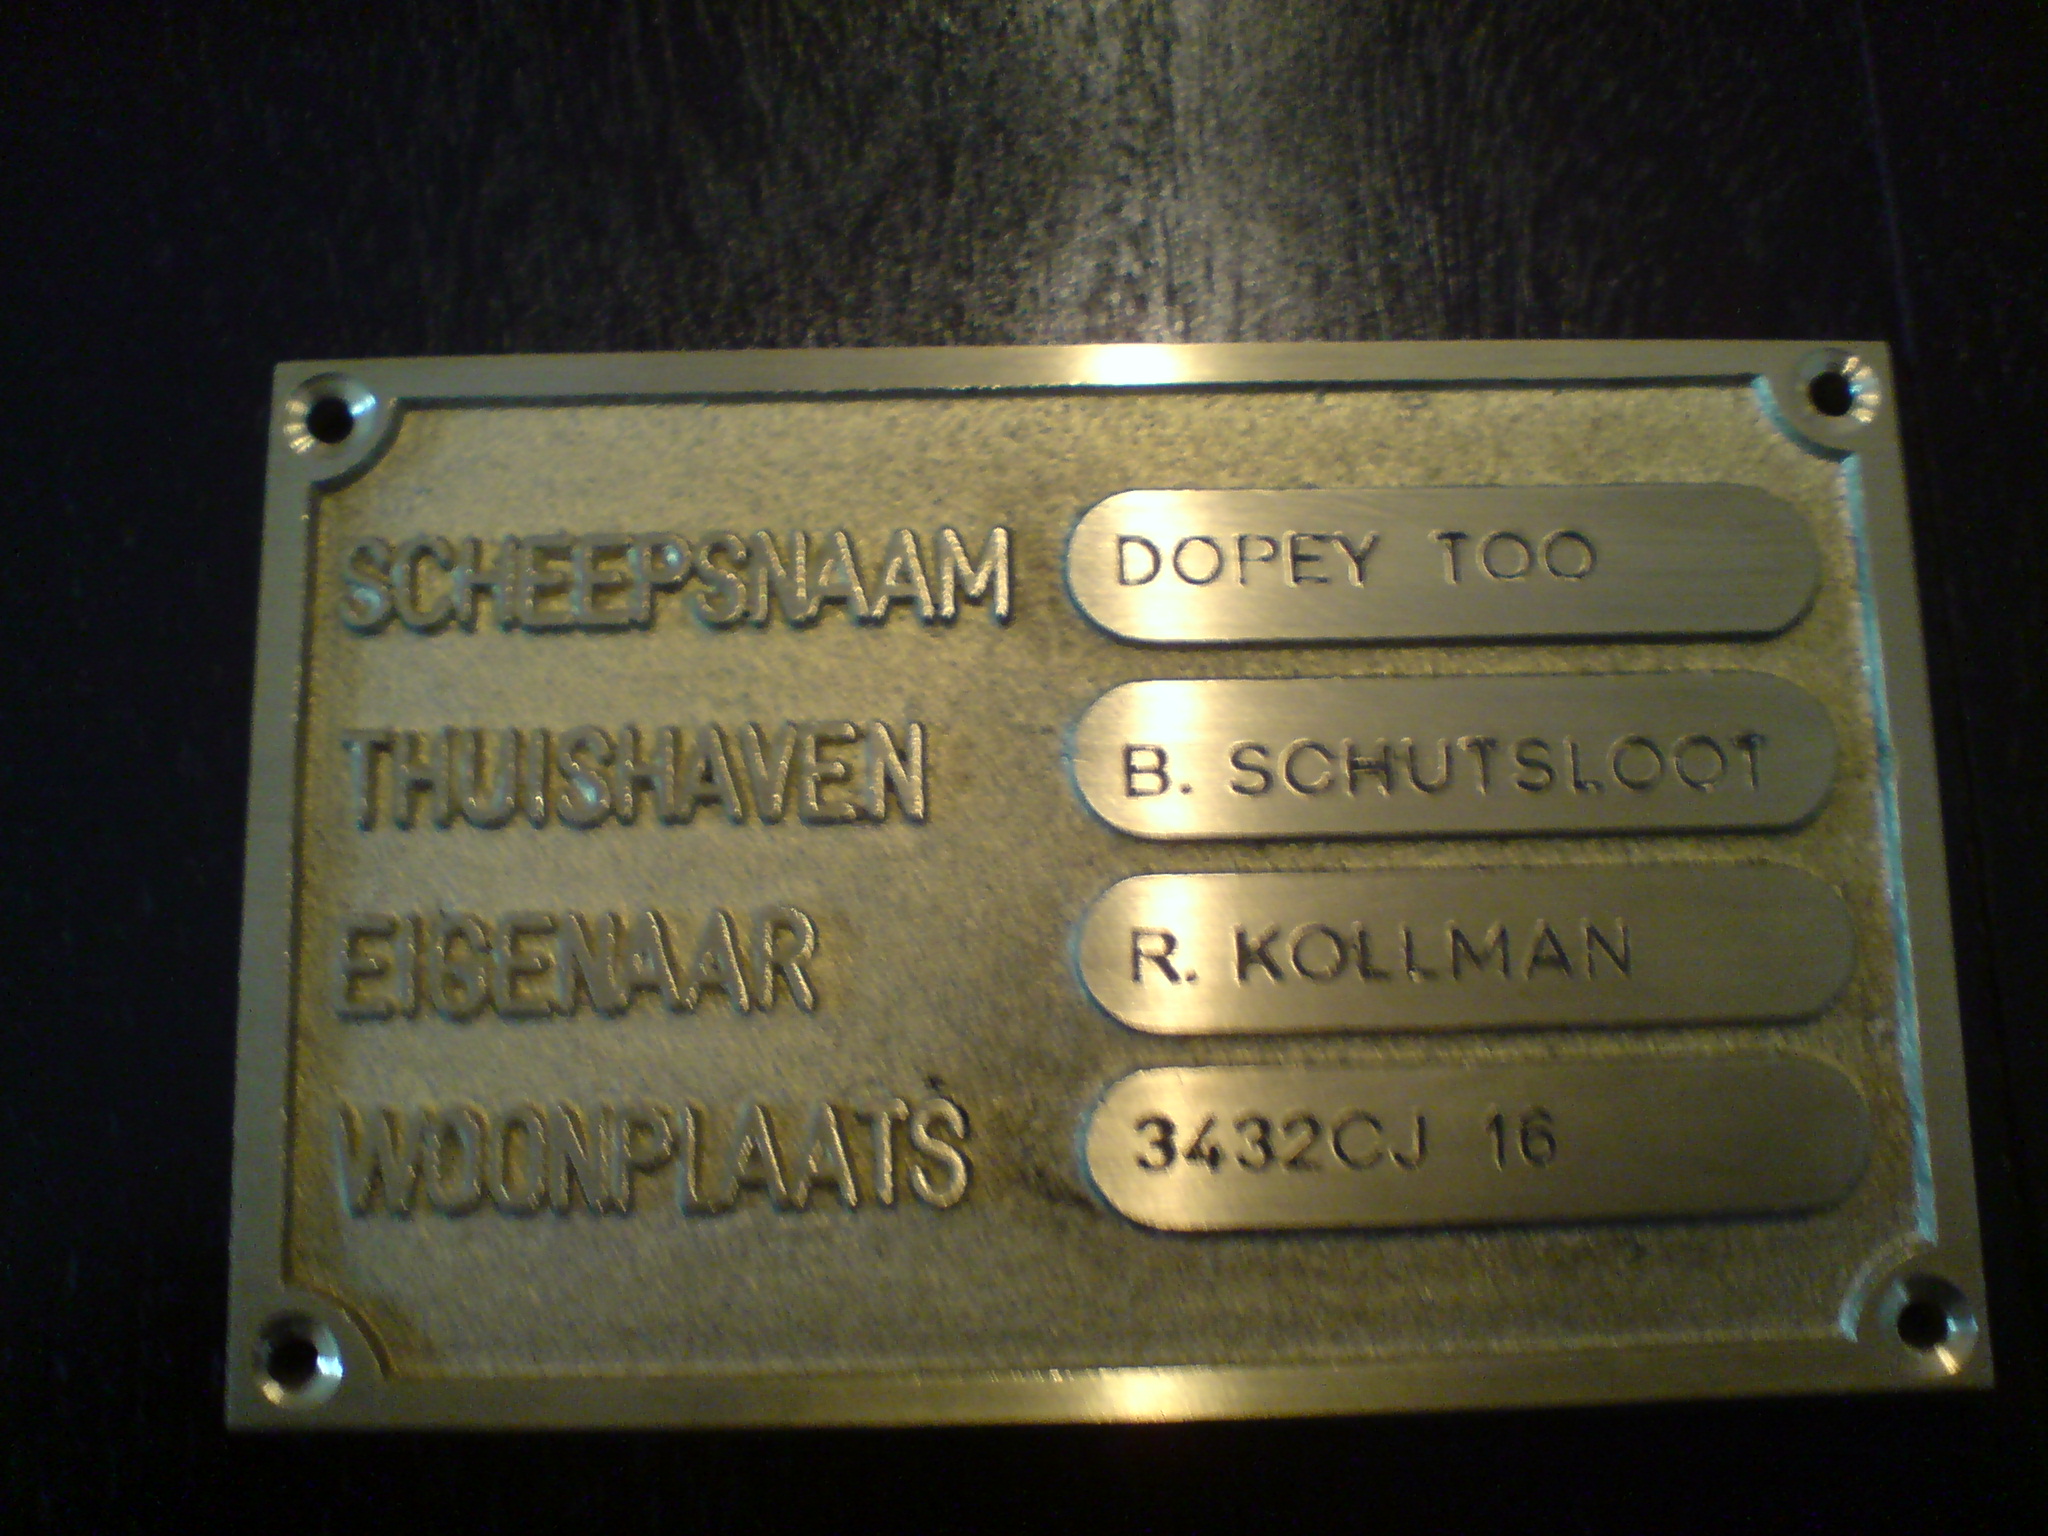 SCHEEPSNAAM DOPEY TOO
THUISHAVEN B. SCHUTSLOOT
EIGENAAR R. KOLLMAN
WOONPLAATS 3432CJ 16